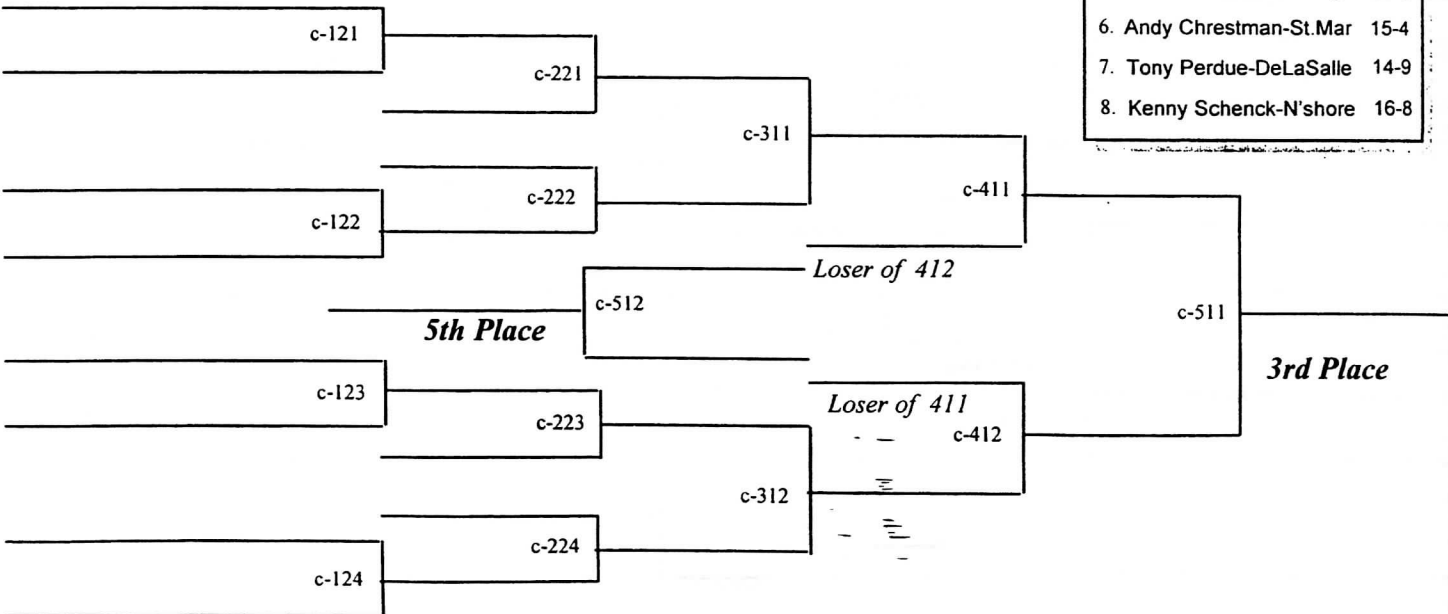 6. Andy Chrestman-St.Mar 15-4
7. Tony Perdue-DeLaSalle 14-9
8. Kenny Schenck-N'shore 16-8
c-121
c-221
c-311
c-222
c-411
c-122
Loser of 412
c-512
c-511
5th Place
3rd Place
c-123
Loser of 411
c-223
c-412
c-312
c-224
c-124